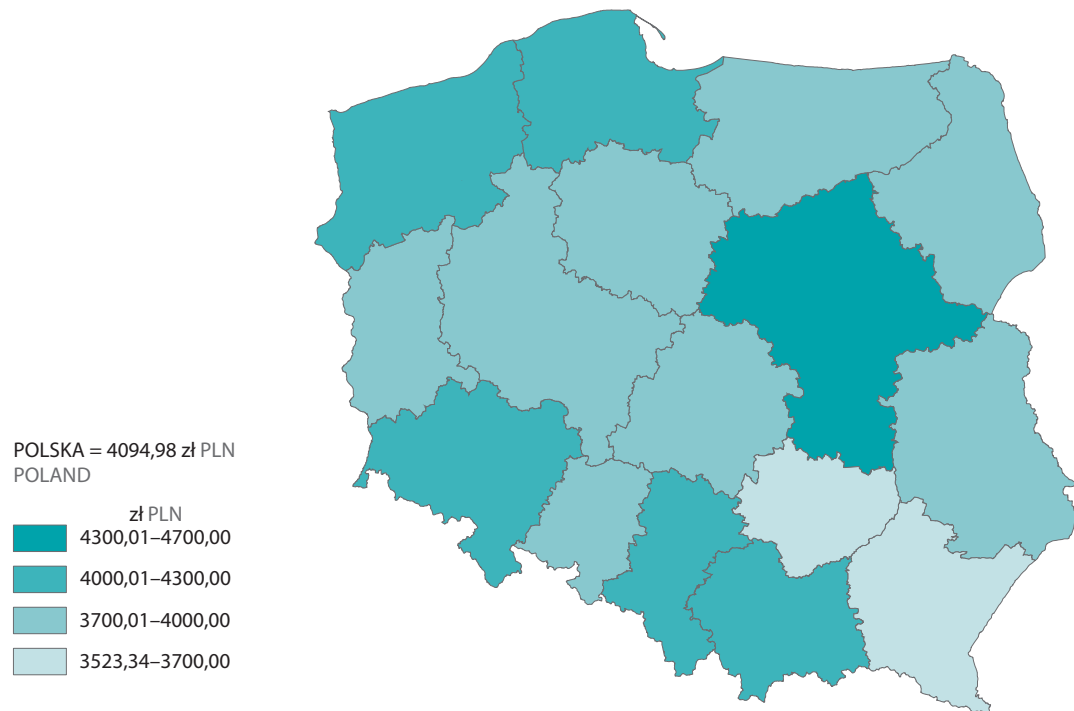 POLSKA = 4094,98 zł PLN
POLAND
zł PLN
4300,01–4700,00
4000,01–4300,00
3700,01–4000,00
3523,34–3700,00